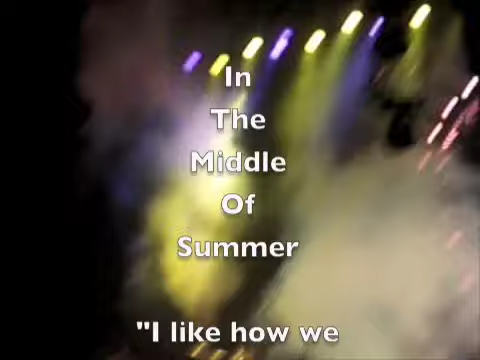 In
The
Middle
Of
Summer
"I like how we